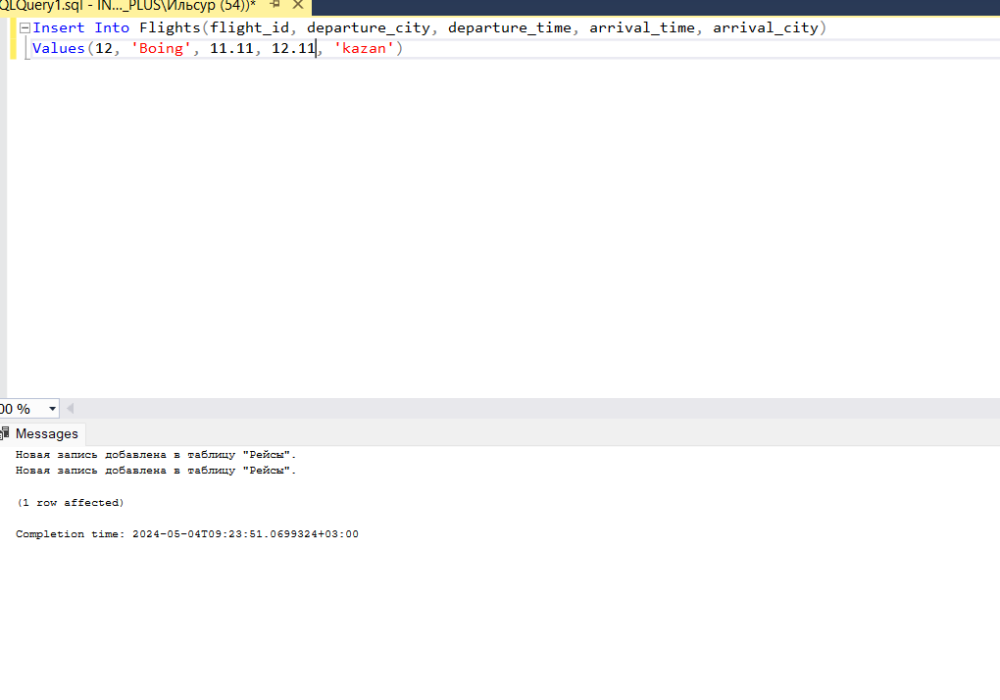 QLQuery1.sql - IN..._PLUS\Ильсур (54))*
Insert Into Flights(flight_id, departure_city, departure_time, arrival_time, arrival_city)
Values(12, 'Boing', 11.11, 12.11, 'kazan')
00 %
Messages
Новая запись добавлена в таблицу "Рейсы".
Новая запись добавлена в таблицу "Рейсы".
(1 row affected)
Completion time: 2024-05-04T09:23:51.0699324+03:00